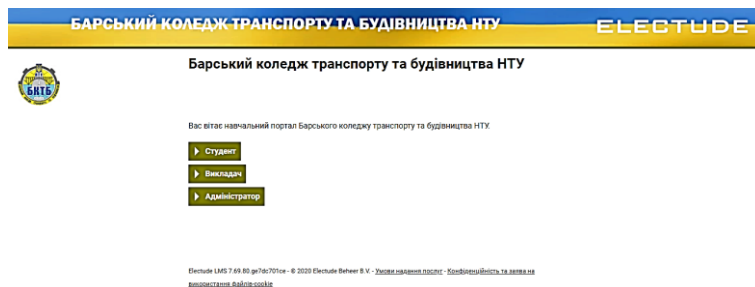 БАРСЬКИЙ КОЛЕДЖ ТРАНСПОРТУ ТА БУДІВНИЦТВА НТУ
ELECTUDE
БКТБ
Барський коледж транспорту та будівництва НТУ
Вас вітає навчальний портал Барського коледжу транспорту та будівництва НТУ.
Студент
Викладач
Адміністратор
Electude LMS 7.69.80.ge7dc701ce - © 2020 Electude Beheer B.V. - Умови надання послуг - Конфіденційність та заява на
використання файлів-cookie